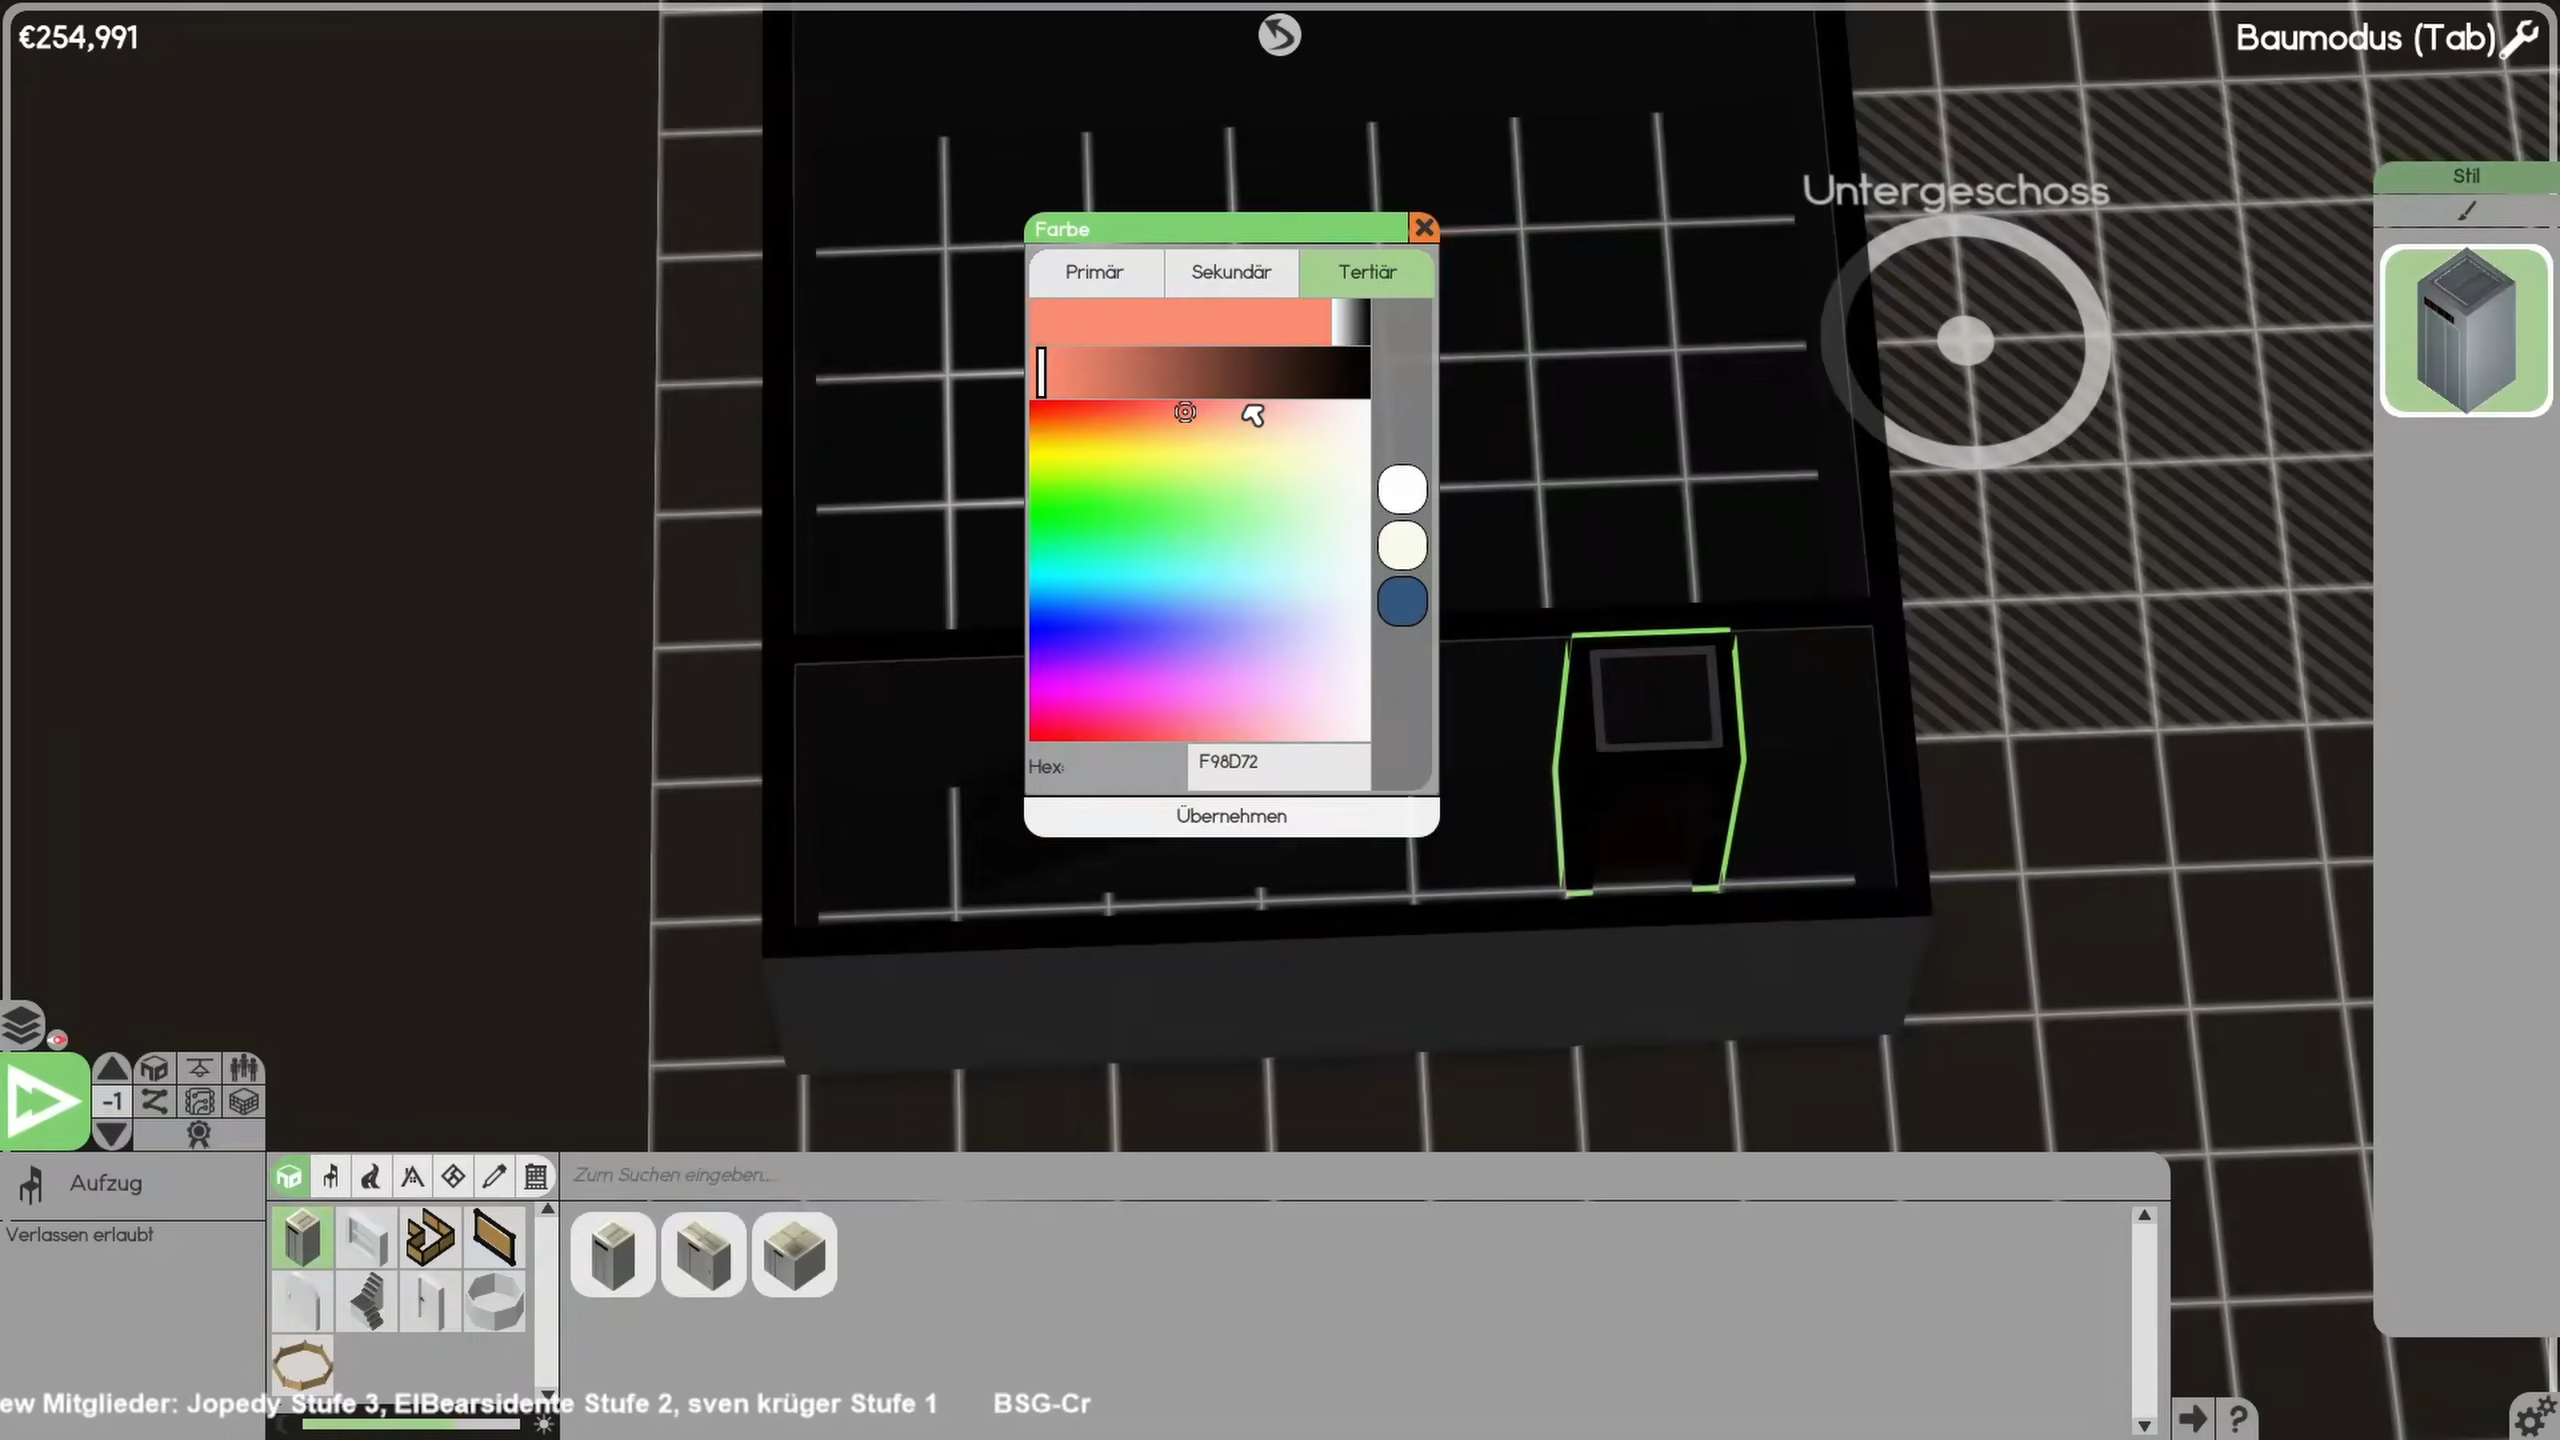 €254,991
Baumodus (Tab)
Untergeschoss
Stil
Farbe
Primär
Sekundär
Tertiär
Hex:
F98D72
Übernehmen
-1
Aufzug
Zum Suchen eingeben...
Verlassen erlaubt
ew Mitglieder: Jopedy Stufe 3, ElBearsidente Stufe 2, sven krüger Stufe 1 BSG-Cr
?